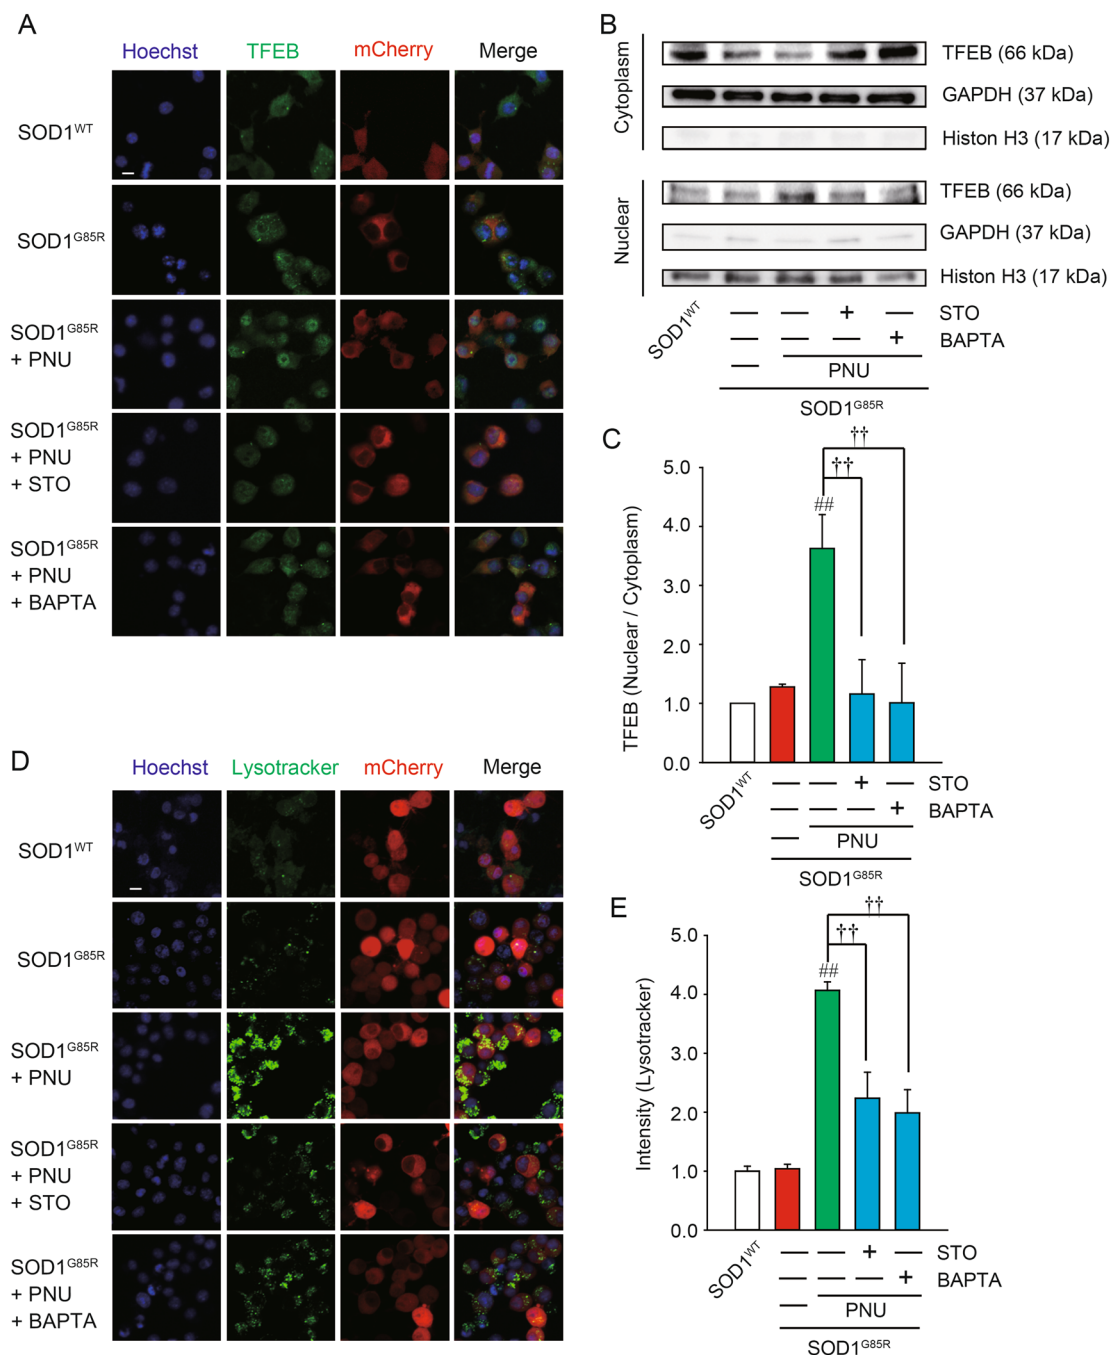 A
Hoechst TFEB mCherry Merge
SOD1WT
SOD1G85R
SOD1G85R
+ PNU
SOD1G85R
+ PNU
+ STO
SOD1G85R
+ PNU
+ BAPTA
B
Cytoplasm
TFEB (66 kDa)
GAPDH (37 kDa)
Histon H3 (17 kDa)
Nuclear
TFEB (66 kDa)
GAPDH (37 kDa)
Histon H3 (17 kDa)
SOD1WT
— — + — STO
— — — + BAPTA
— PNU
SOD1G85R
C
TFEB (Nuclear / Cytoplasm)
5.0
4.0
3.0
2.0
1.0
0.0
††
††
##
SOD1WT
— — + — STO
— — — + BAPTA
— PNU
SOD1G85R
D
Hoechst Lysotracker mCherry Merge
SOD1WT
SOD1G85R
SOD1G85R
+ PNU
SOD1G85R
+ PNU
+ STO
SOD1G85R
+ PNU
+ BAPTA
E
Intensity (Lysotracker)
5.0
4.0
3.0
2.0
1.0
0.0
††
††
##
SOD1WT
— — + — STO
— — — + BAPTA
— PNU
SOD1G85R